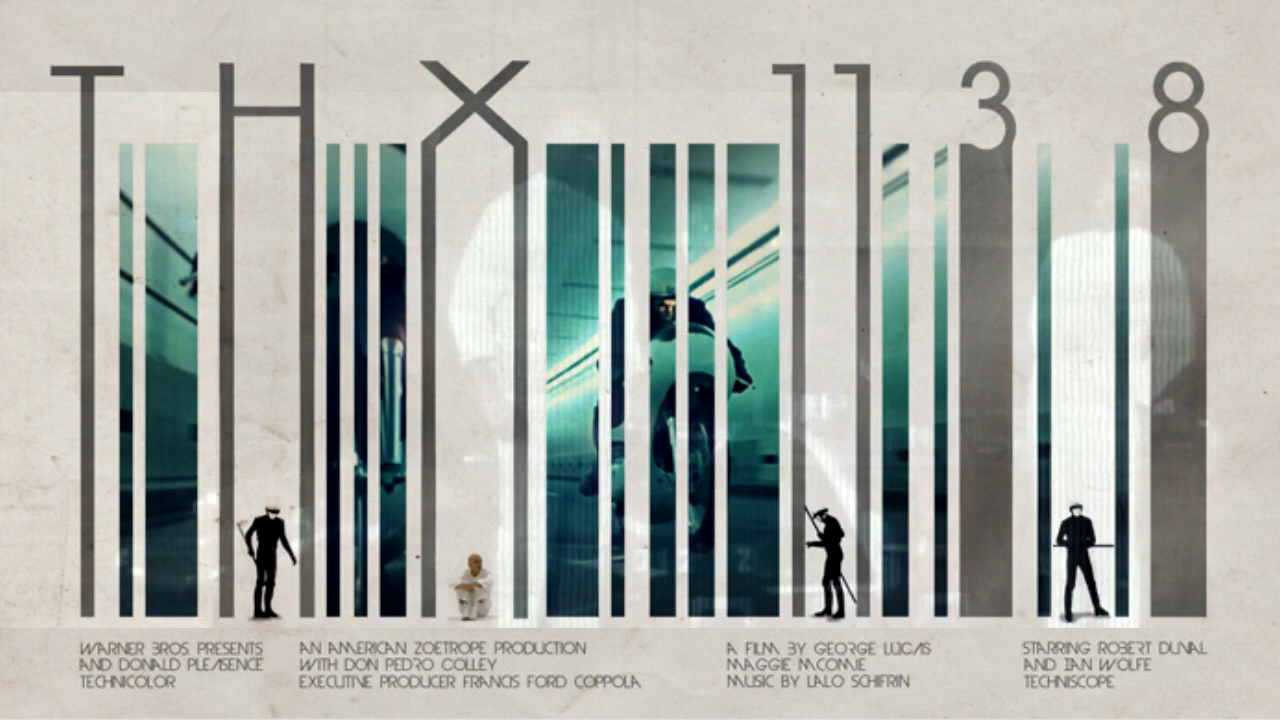 THX 1138
WARNER BROS. PRESENTS
AND DONALD PLEASENCE
TECHNICOLOR
AN AMERICAN ZOETROPE PRODUCTION
WITH DON PEDRO COLLEY
EXECUTIVE PRODUCER FRANCIS FORD COPPOLA
A FILM BY GEORGE LUCAS
MAGGIE MCOMIE
MUSIC BY LALO SCHIFRIN
STARRING ROBERT DUVAL
AND IAN WOLFE
TECHNISCOPE